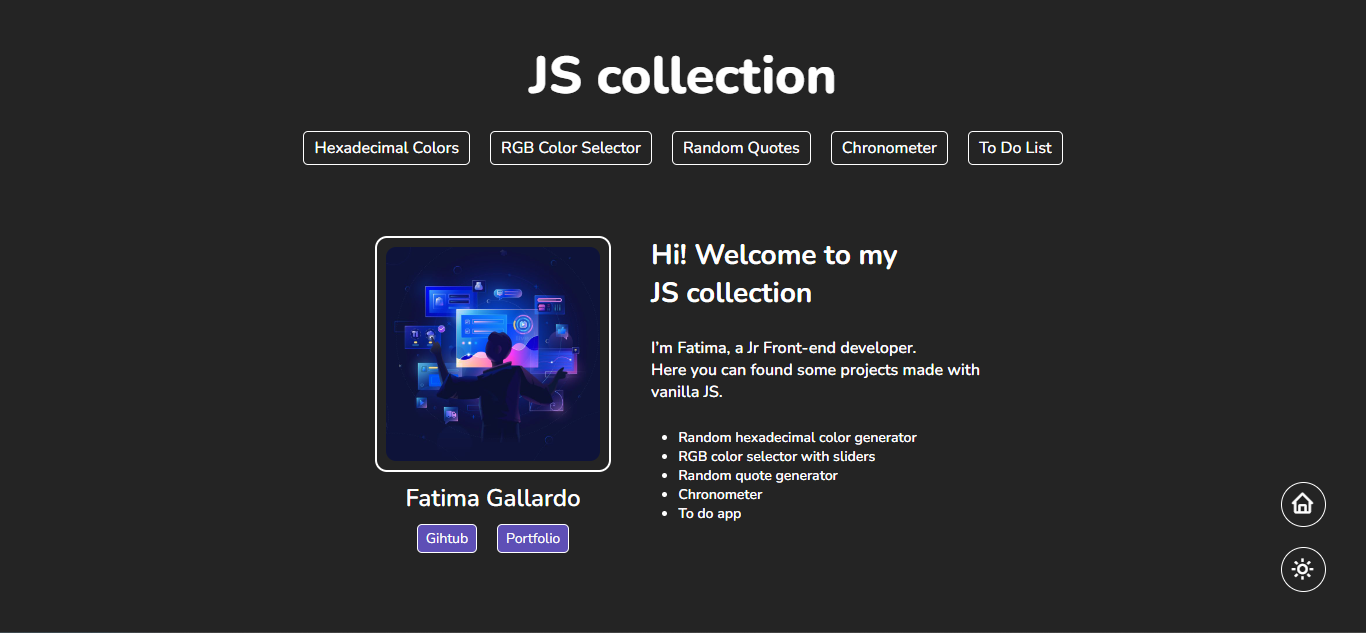 JS collection
Hexadecimal Colors
RGB Color Selector
Random Quotes
Chronometer
To Do List
Hi! Welcome to my
JS collection
I'm Fatima, a Jr Front-end developer.
Here you can found some projects made with
vanilla JS.
Random hexadecimal color generator
RGB color selector with sliders
Random quote generator
Chronometer
To do app
Fatima Gallardo
Gihtub
Portfolio